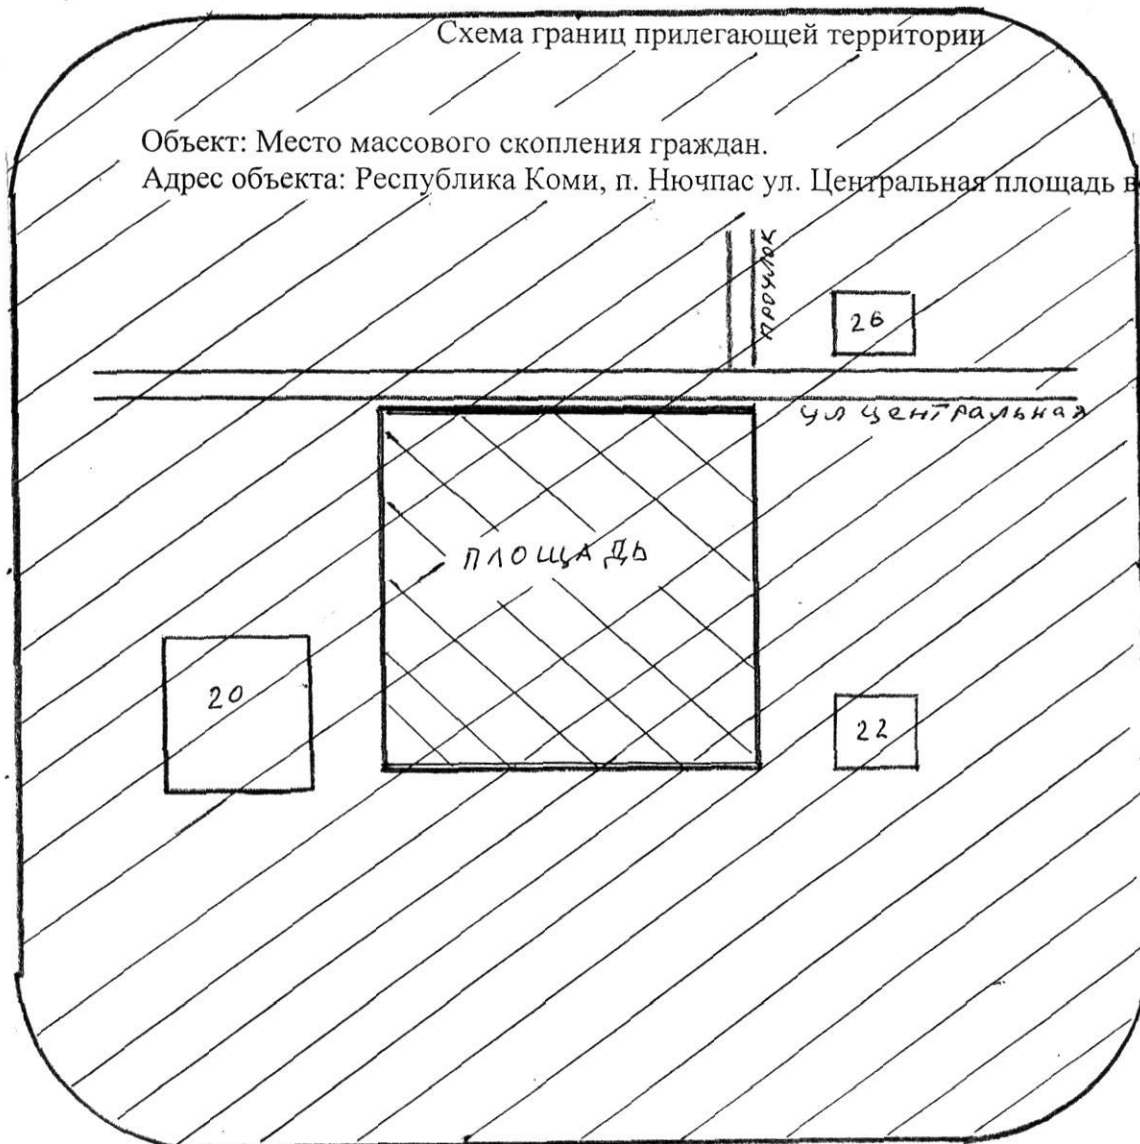 Схема границ прилегающей территории
Объект: Место массового скопления граждан.
Адрес объекта: Республика Коми, п. Нючпас ул. Центральная площадь в
проулок
26
ул центральная
площадь
20
22